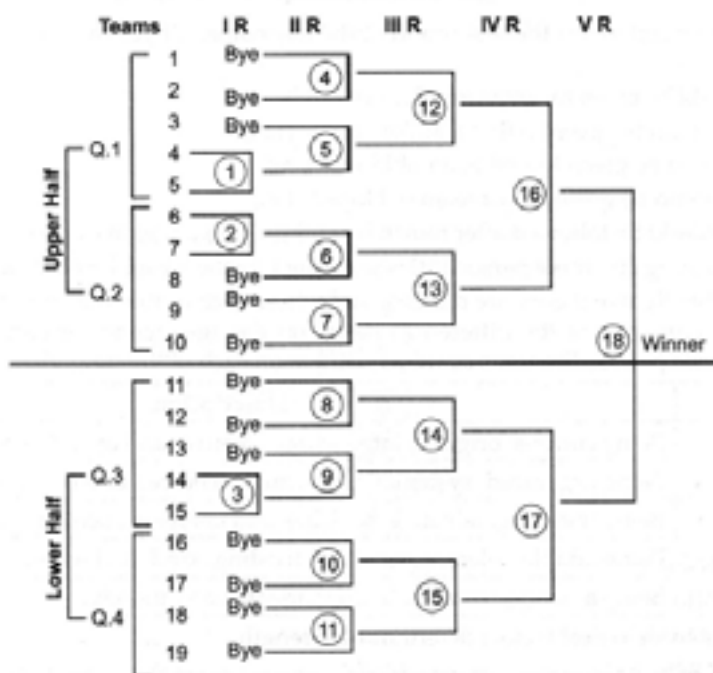 Teams I R II R III R IV R V R
1 Bye
4
2 Bye
12
3 Bye
5
Q.1 4
1
5
16
Upper Half
6
2
7
6
8 Bye
13
Q.2 9 Bye
7
10 Bye
18 Winner
11 Bye
8
12 Bye
14
13 Bye
9
Q.3 14
3
15
17
Lower Half
16 Bye
10
17 Bye
15
Q.4 18 Bye
11
19 Bye